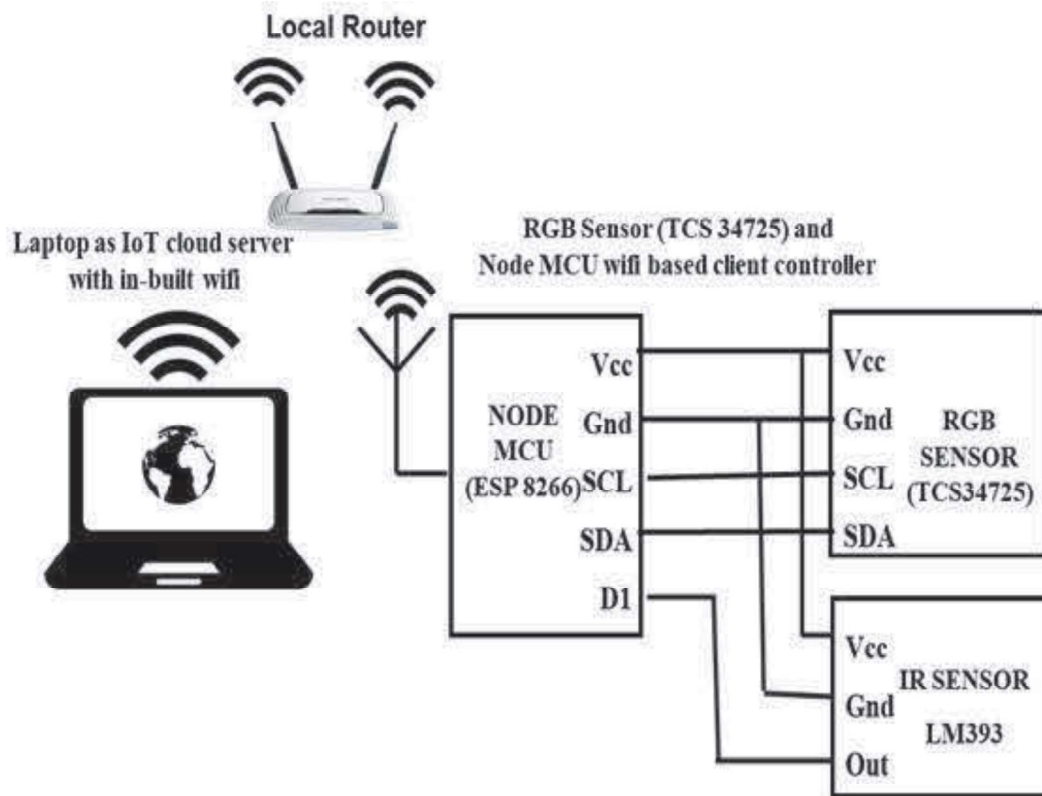 Local Router
Laptop as IoT cloud server
with in-built wifi
RGB Sensor (TCS 34725) and
Node MCU wifi based client controller
NODE
MCU
(ESP 8266)
Vcc
Gnd
SCL
SDA
D1
Vcc
Gnd
SCL
SDA
RGB
SENSOR
(TCS34725)
Vcc
Gnd
Out
IR SENSOR
LM393